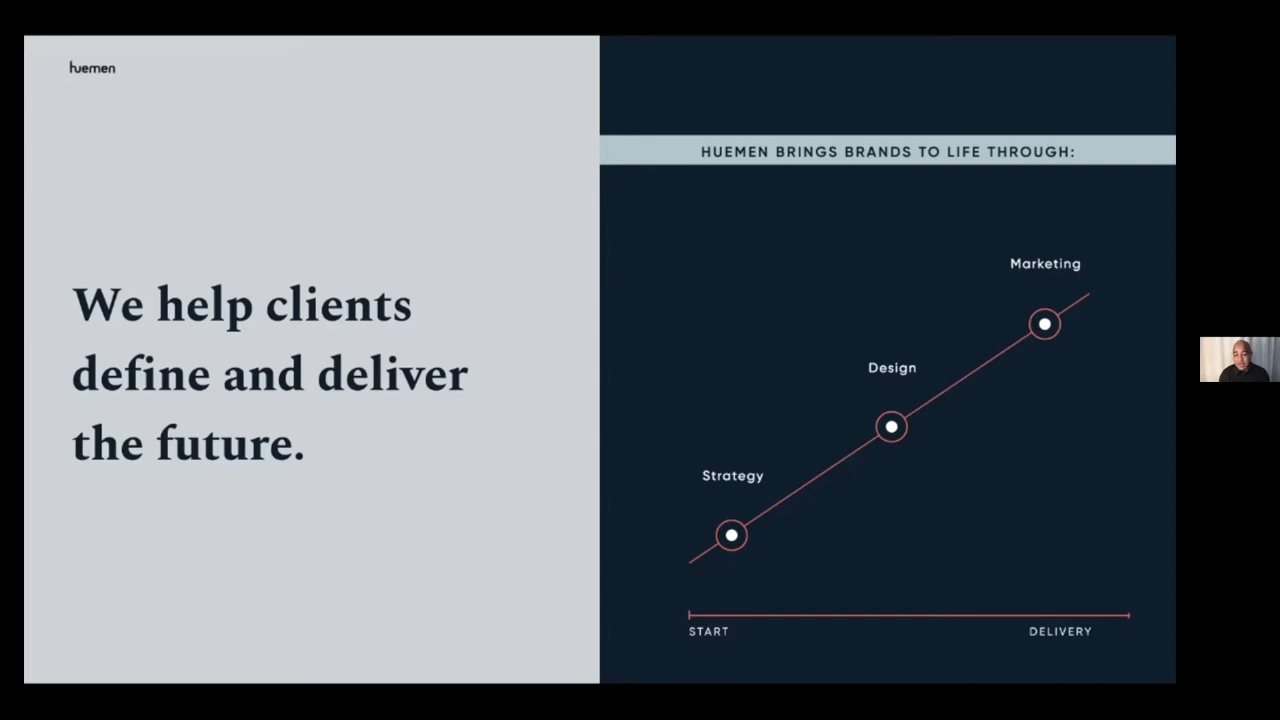 huemen
We help clients
define and deliver
the future.
HUEMEN BRINGS BRANDS TO LIFE THROUGH:
Marketing
Design
Strategy
START
DELIVERY